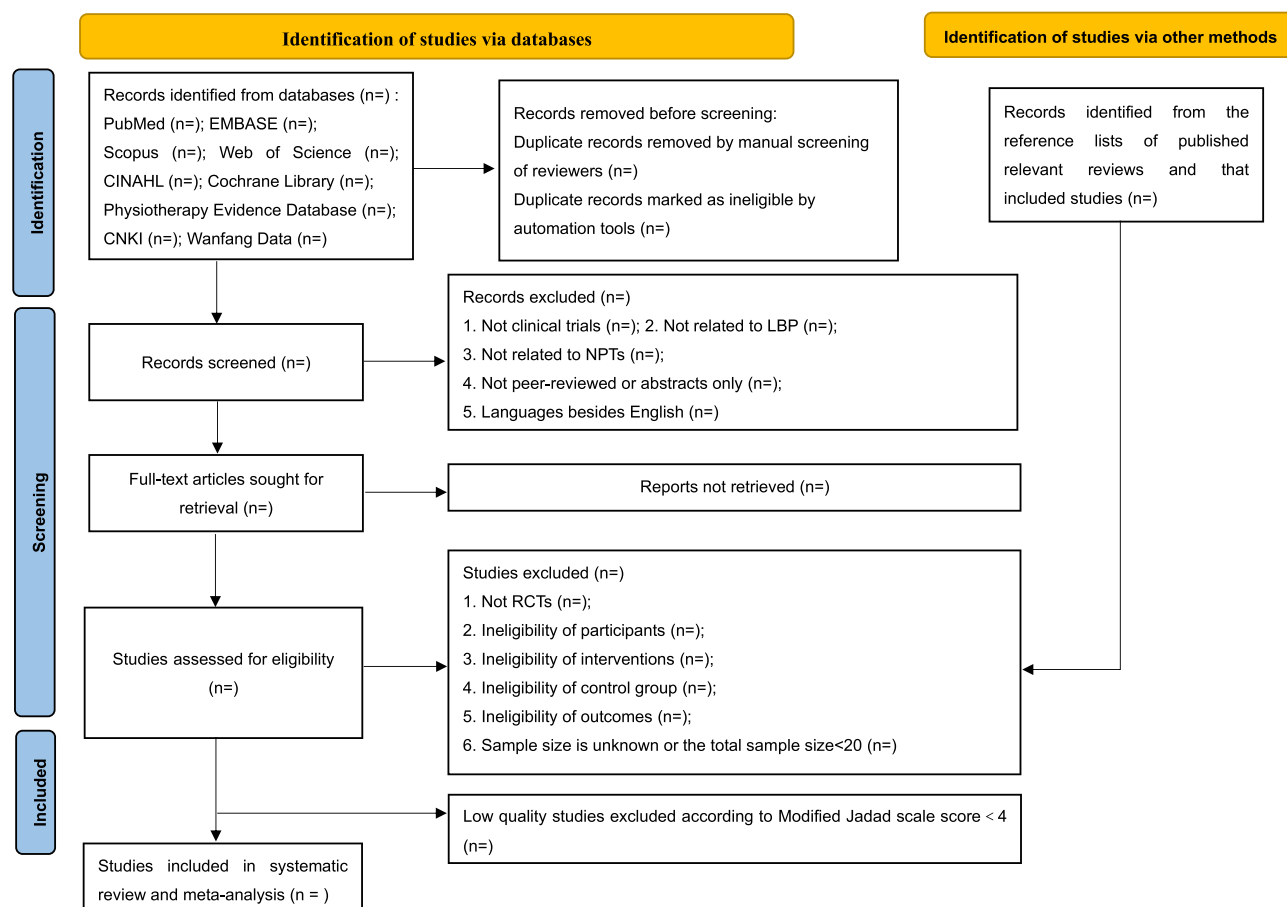 Identification of studies via databases
Identification of studies via other methods
Identification
Records identified from databases (n=) :
PubMed (n=); EMBASE (n=);
Scopus (n=); Web of Science (n=);
CINAHL (n=); Cochrane Library (n=);
Physiotherapy Evidence Database (n=);
CNKI (n=); Wanfang Data (n=)
Records removed before screening:
Duplicate records removed by manual screening
of reviewers (n=)
Duplicate records marked as ineligible by
automation tools (n=)
Records identified from the
reference lists of published
relevant reviews and that
included studies (n=)
Screening
Records screened (n=)
Records excluded (n=)
1. Not clinical trials (n=); 2. Not related to LBP (n=);
3. Not related to NPTs (n=);
4. Not peer-reviewed or abstracts only (n=);
5. Languages besides English (n=)
Full-text articles sought for
retrieval (n=)
Reports not retrieved (n=)
Studies assessed for eligibility
(n=)
Studies excluded (n=)
1. Not RCTs (n=);
2. Ineligibility of participants (n=);
3. Ineligibility of interventions (n=);
4. Ineligibility of control group (n=);
5. Ineligibility of outcomes (n=);
6. Sample size is unknown or the total sample size<20 (n=)
Included
Low quality studies excluded according to Modified Jadad scale score < 4
(n=)
Studies included in systematic
review and meta-analysis (n = )